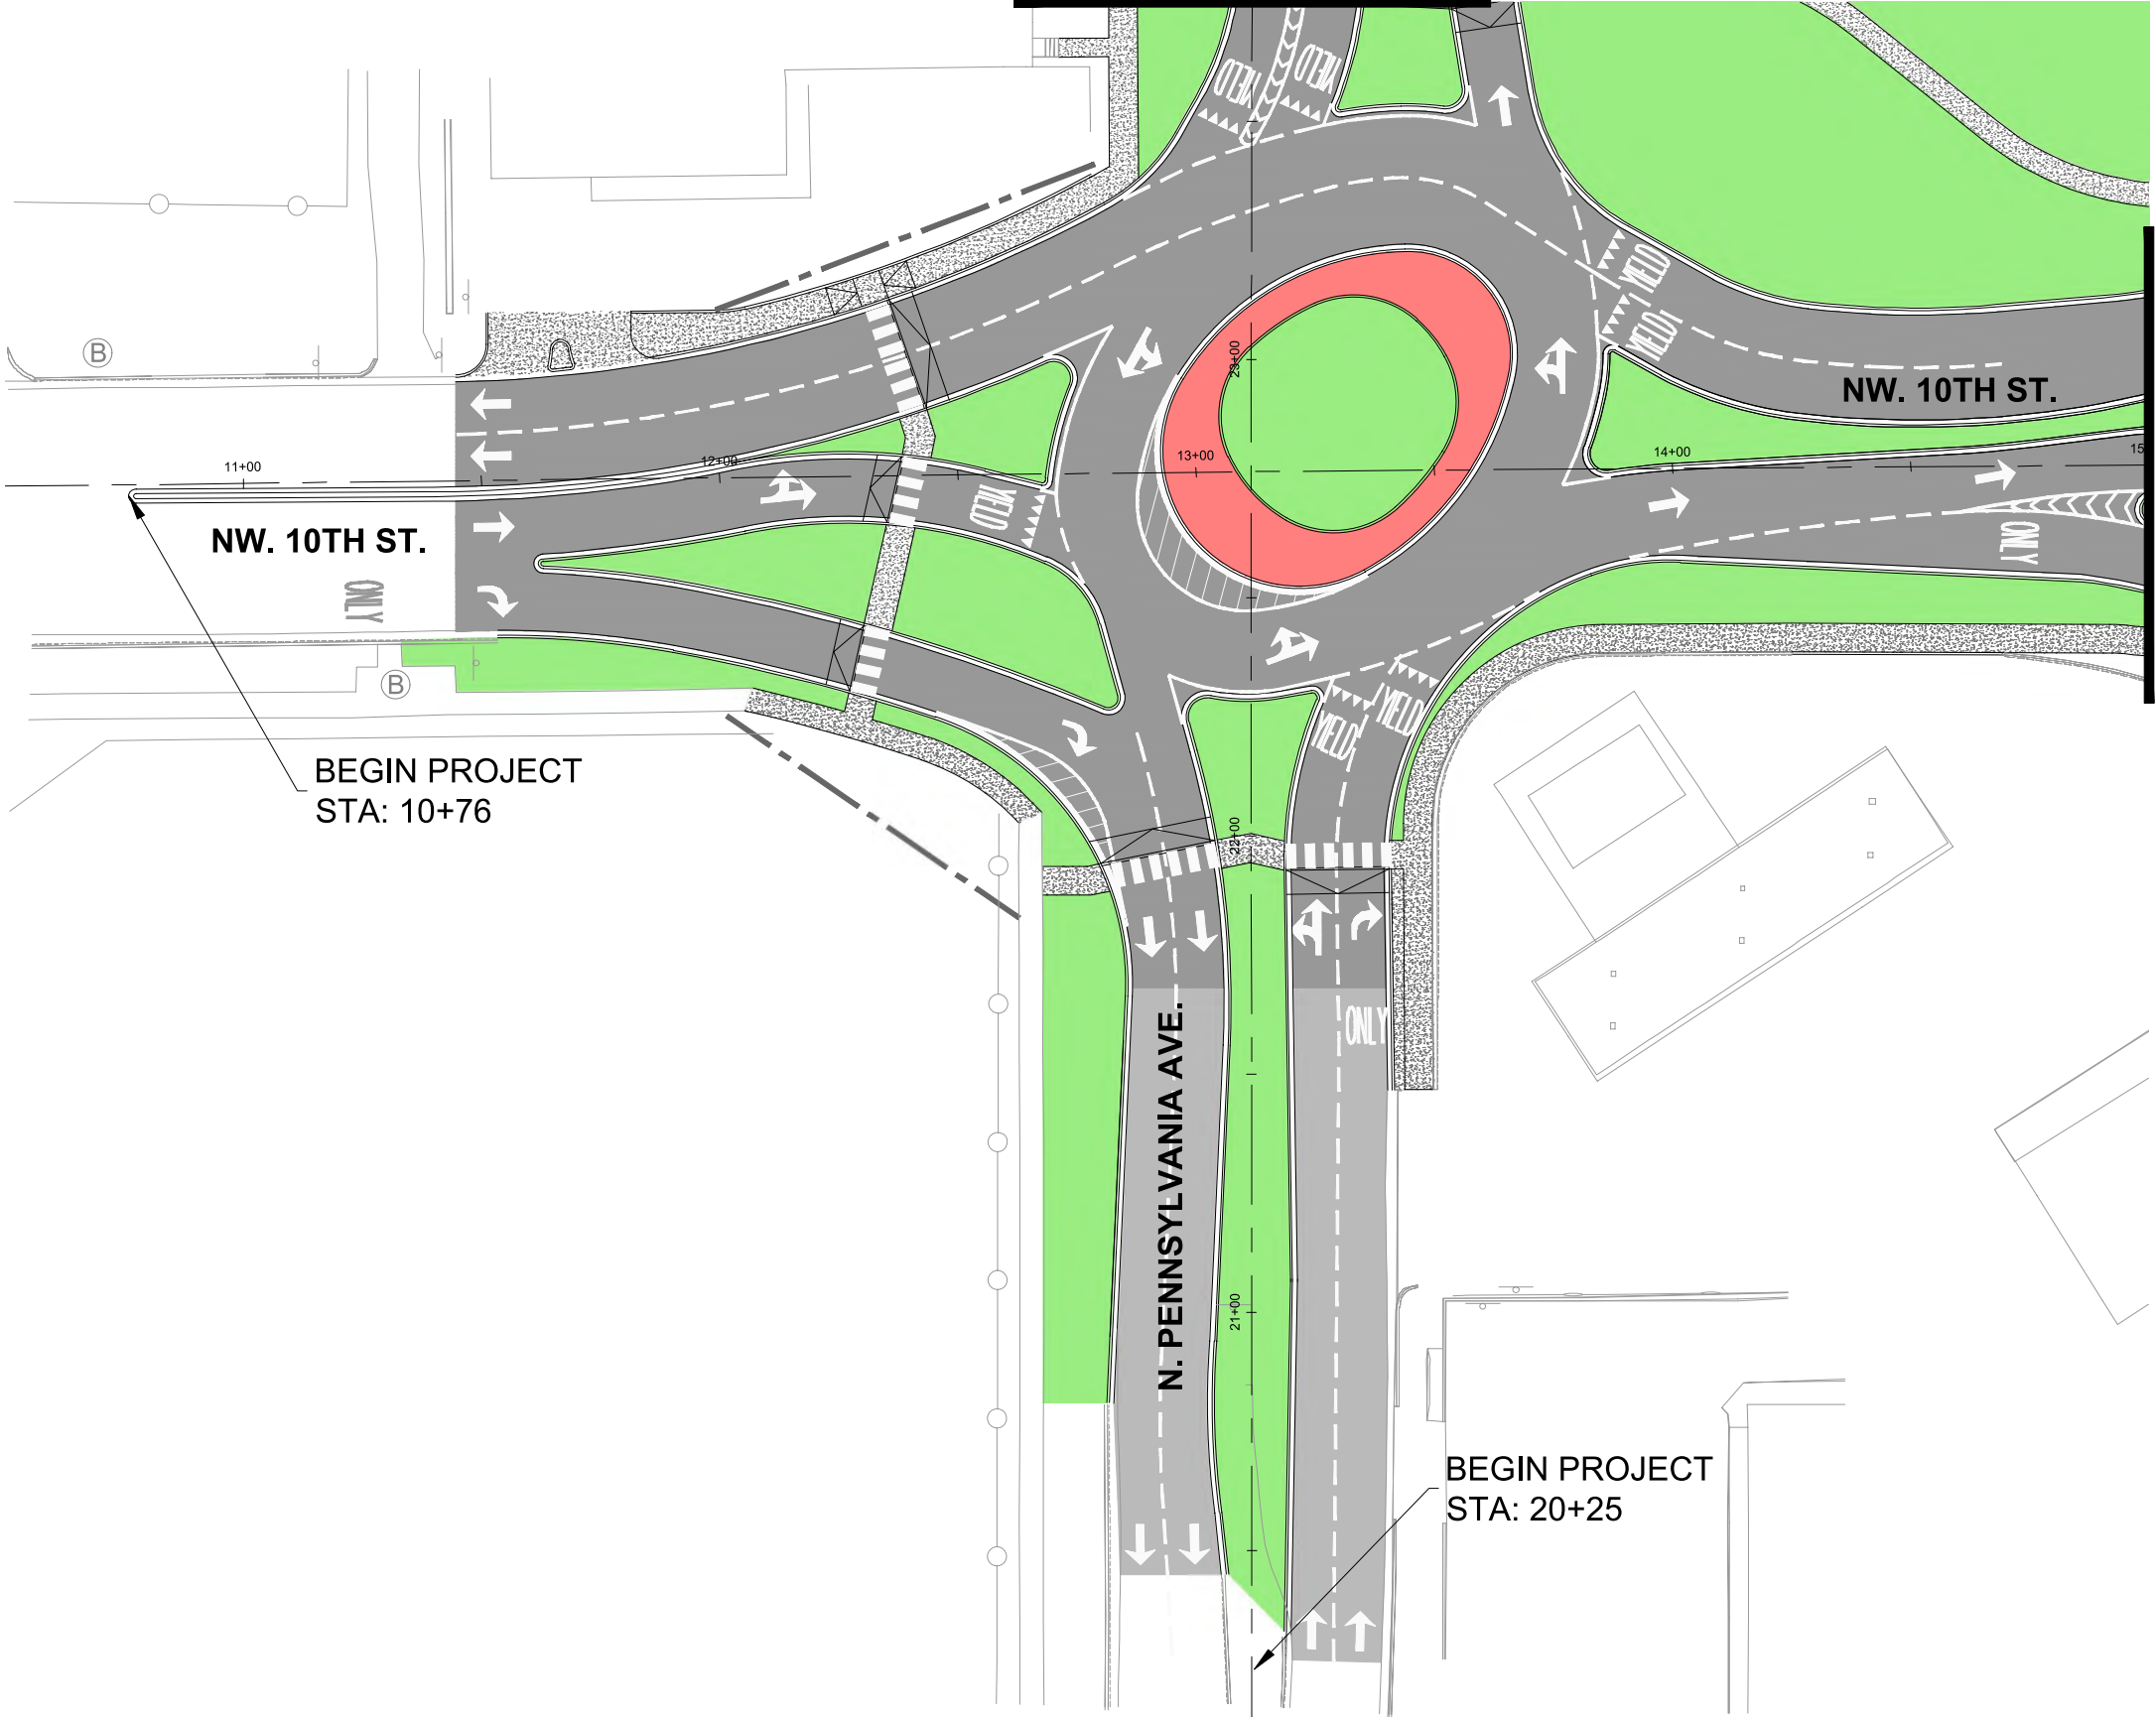 YIELD
YIELD
YIELD
YIELD
B
23+00
NW. 10TH ST.
11+00
12+00
13+00
14+00
15
YIELD
NW. 10TH ST.
ONLY
ONLY
B
YIELD
YIELD
BEGIN PROJECT
STA: 10+76
22+00
ONLY
N. PENNSYLVANIA AVE.
21+00
BEGIN PROJECT
STA: 20+25